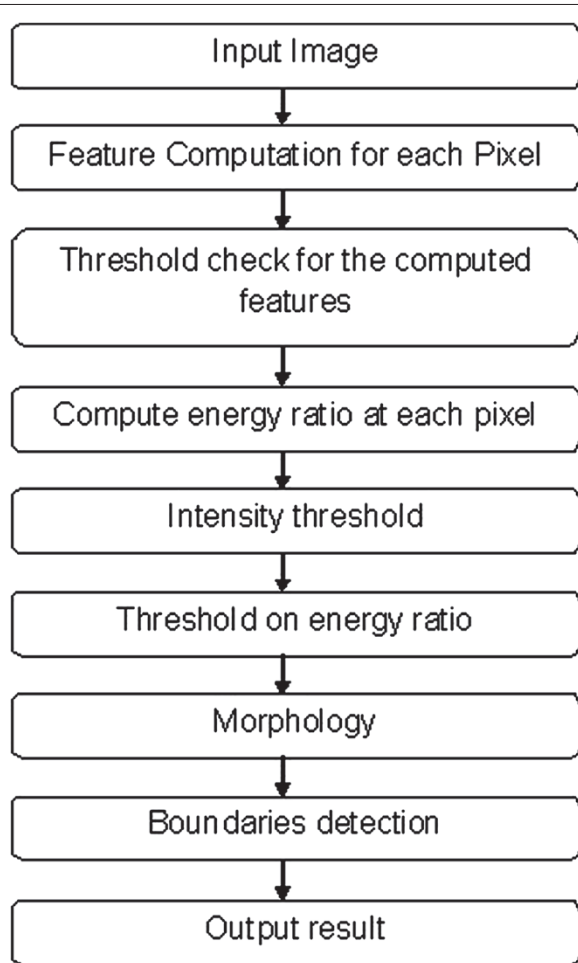 Input Image
Feature Computation for each Pixel
Threshold check for the computed
features
Compute energy ratio at each pixel
Intensity threshold
Threshold on energy ratio
Morphology
Boundaries detection
Output result